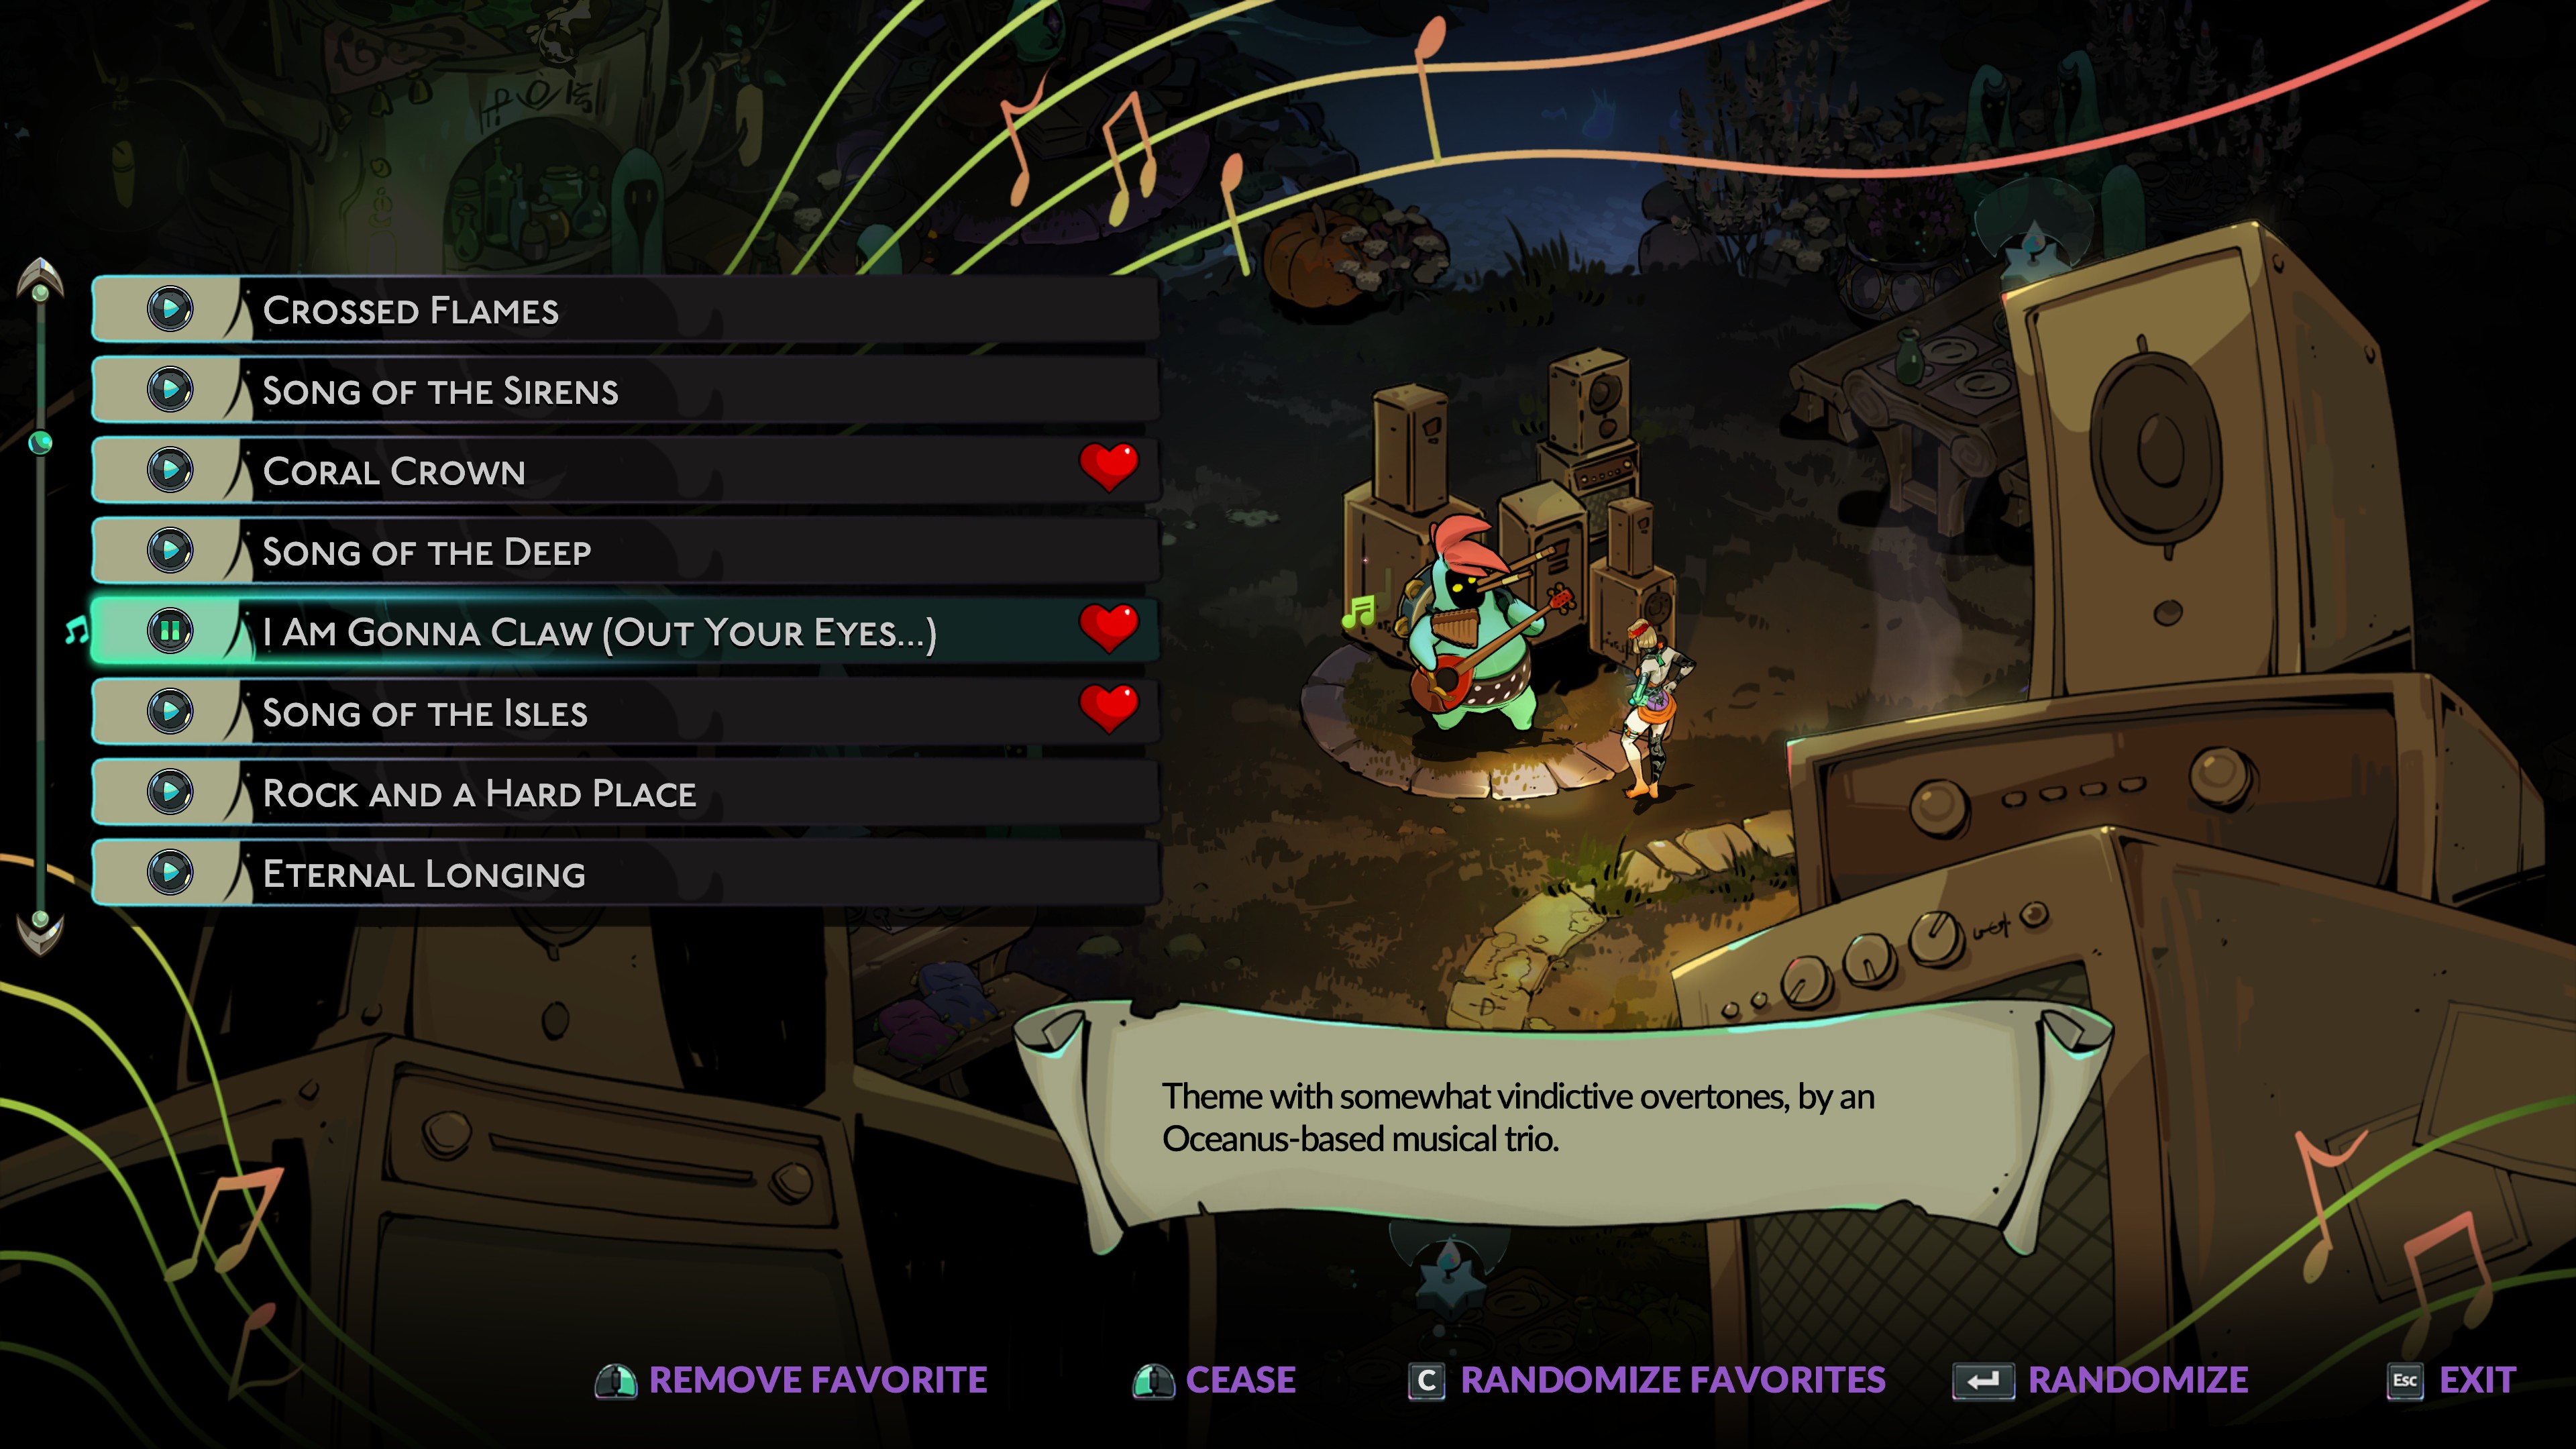 Crossed Flames
Song of the Sirens
Coral Crown
Song of the Deep
I Am Gonna Claw (Out Your Eyes...)
Song of the Isles
Rock and a Hard Place
Eternal Longing
Theme with somewhat vindictive overtones, by an
Oceanus-based musical trio.
REMOVE FAVORITE
CEASE
C RANDOMIZE FAVORITES
RANDOMIZE
Esc EXIT